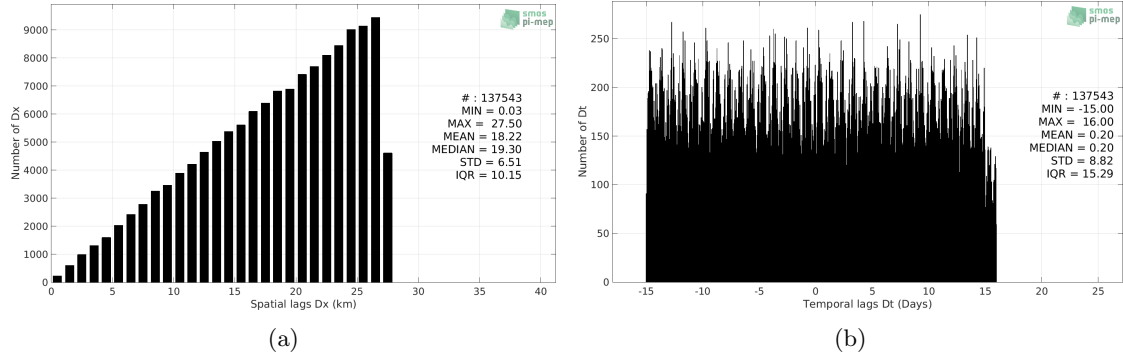 smos
pi-mep
9000
8000
7000
6000
5000
4000
3000
2000
1000
0
Number of Dx
# : 137543
MIN = 0.03
MAX = 27.50
MEAN = 18.22
MEDIAN = 19.30
STD = 6.51
IQR = 10.15
0 5 10 15 20 25 30 35 40
Spatial lags Dx (km)
(a)
smos
pi-mep
250
200
150
100
50
0
Number of Dt
# : 137543
MIN = -15.00
MAX = 16.00
MEAN = 0.20
MEDIAN = 0.20
STD = 8.82
IQR = 15.29
-15 -10 -5 0 5 10 15 20 25
Temporal lags Dt (Days)
(b)